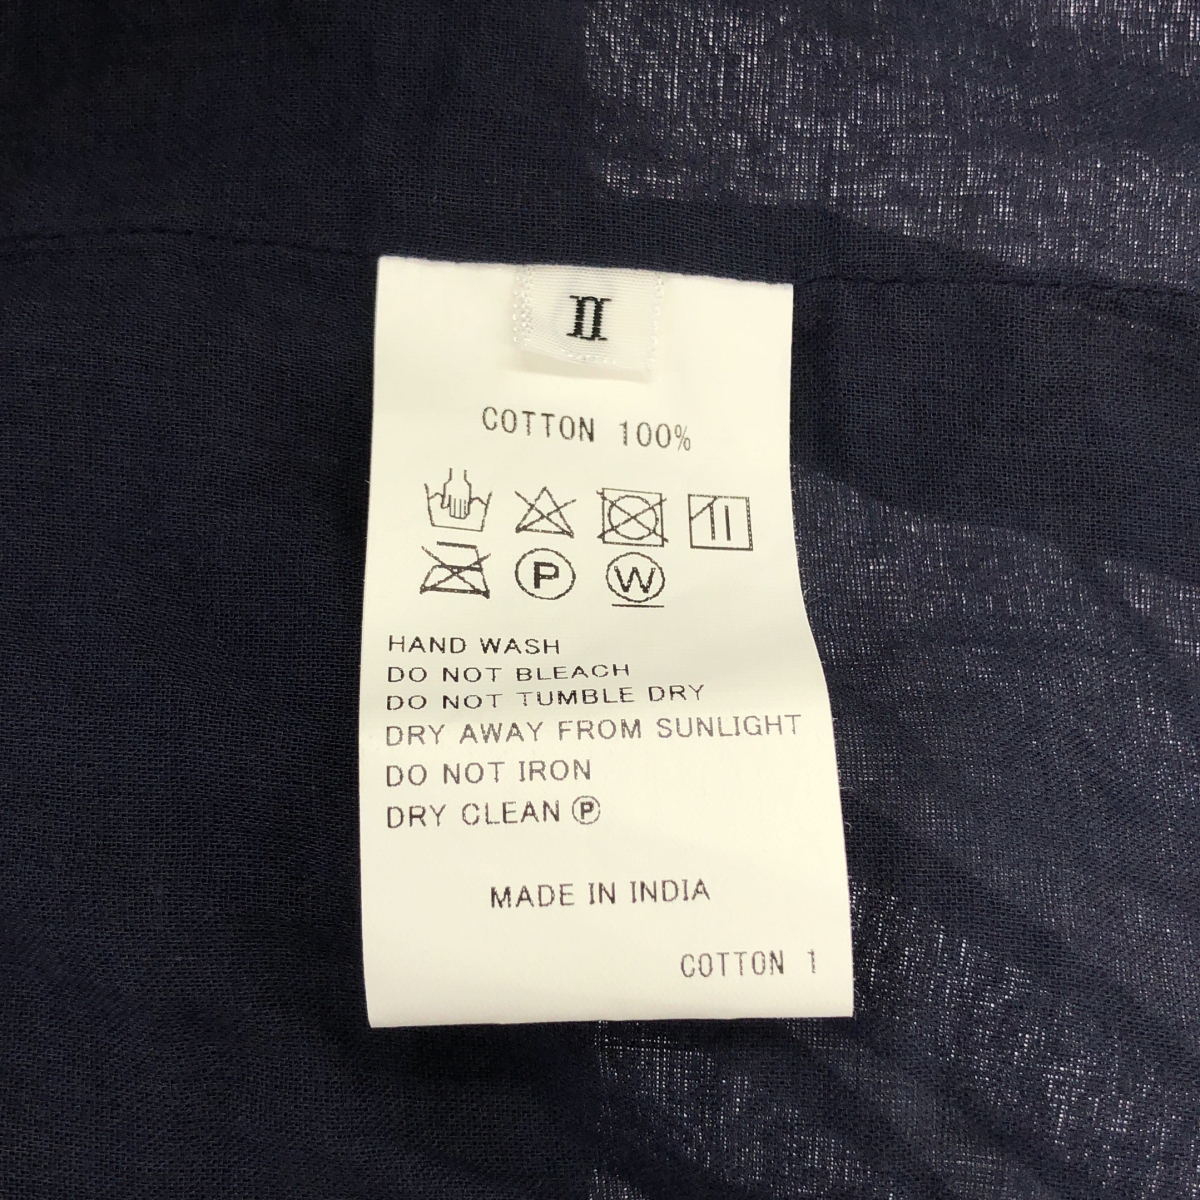 II
COTTON 100%
P W
HAND WASH
DO NOT BLEACH
DO NOT TUMBLE DRY
DRY AWAY FROM SUNLIGHT
DO NOT IRON
DRY CLEAN Ⓟ
MADE IN INDIA
COTTON 1